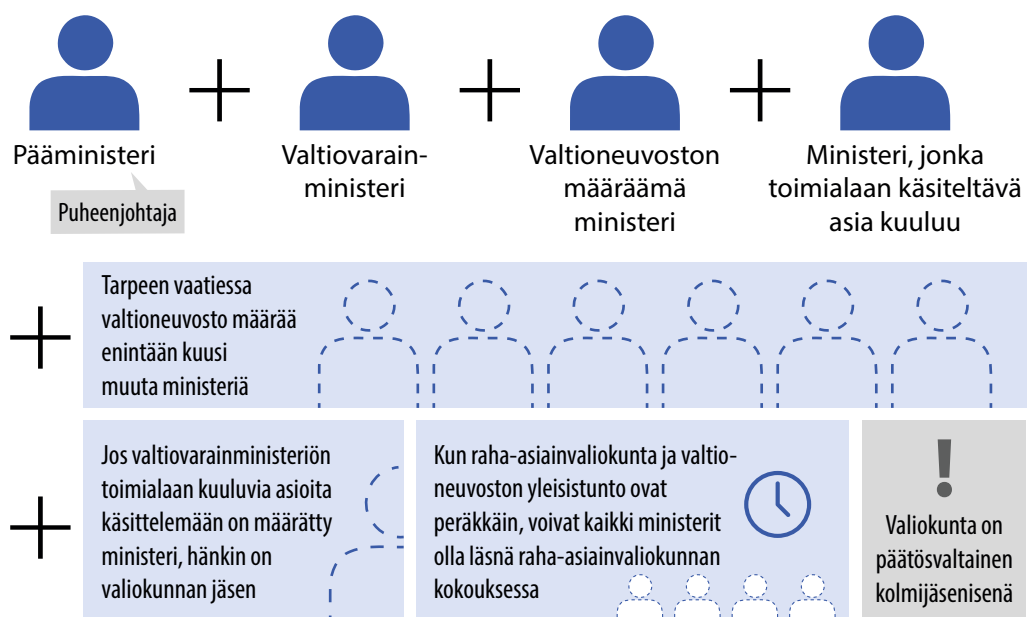 Pääministeri
Puheenjohtaja
Valtiovarain-
ministeri
Valtioneuvoston
määräämä
ministeri
Ministeri, jonka
toimialaan käsiteltävä
asia kuuluu
Tarpeen vaatiessa
valtioneuvosto määrää
enintään kuusi
muuta ministeriä
Jos valtiovarainministeriön
toimialaan kuuluvia asioita
käsittelemään on määrätty
ministeri, hänkin on
valiokunnan jäsen
Kun raha-asiainvaliokunta ja valtio-
neuvoston yleisistunto ovat
peräkkäin, voivat kaikki ministerit
olla läsnä raha-asiainvaliokunnan
kokouksessa
!
Valiokunta on
päätösvaltainen
kolmijäsenisenä